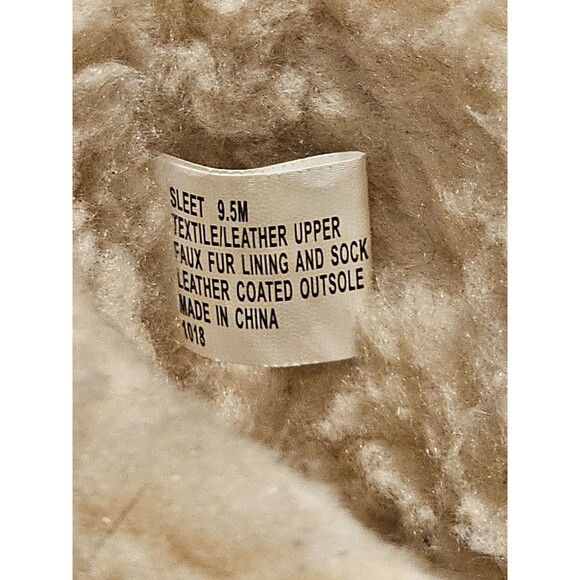 SLEET 9.5M
TEXTILE/LEATHER UPPER
FAUX FUR LINING AND SOCK
LEATHER COATED OUTSOLE
MADE IN CHINA
1018